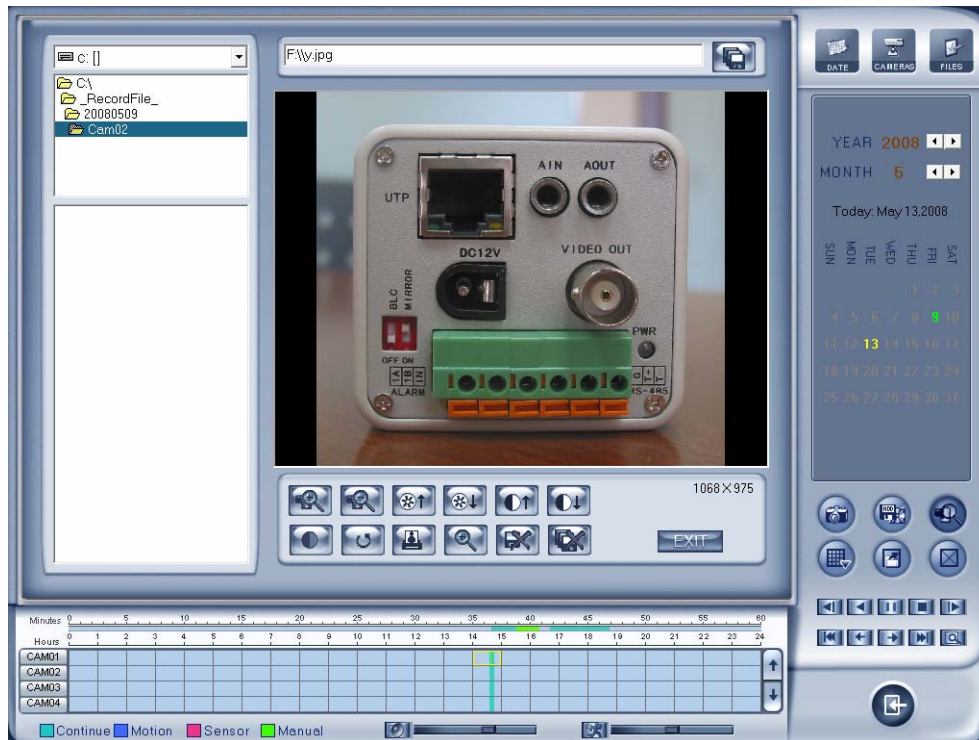 c: []
C:\
_RecordFile_
20080509
Cam02
F:\\v.jpg
UTP
AIN AOUT
DC12V
VIDEO OUT
BLC
MIRROR
OFF ON
1A
1B
IN
ALARM
PWR
G
T+
T-
RS-485
1068×975
EXIT
DATE
CAMERAS
FILES
YEAR 2008
MONTH 5
Today: May 13,2008
SUN MON TUE WED THU FRI SAT
1 2 3
4 5 6 7 8 9 10
11 12 13 14 15 16 17
18 19 20 21 22 23 24
25 26 27 28 29 30 31
HDD
Minutes 0 5 10 15 20 25 30 35 40 45 50 55 60
Hours 0 1 2 3 4 5 6 7 8 9 10 11 12 13 14 15 16 17 18 19 20 21 22 23 24
CAM01
CAM02
CAM03
CAM04
Continue Motion Sensor Manual